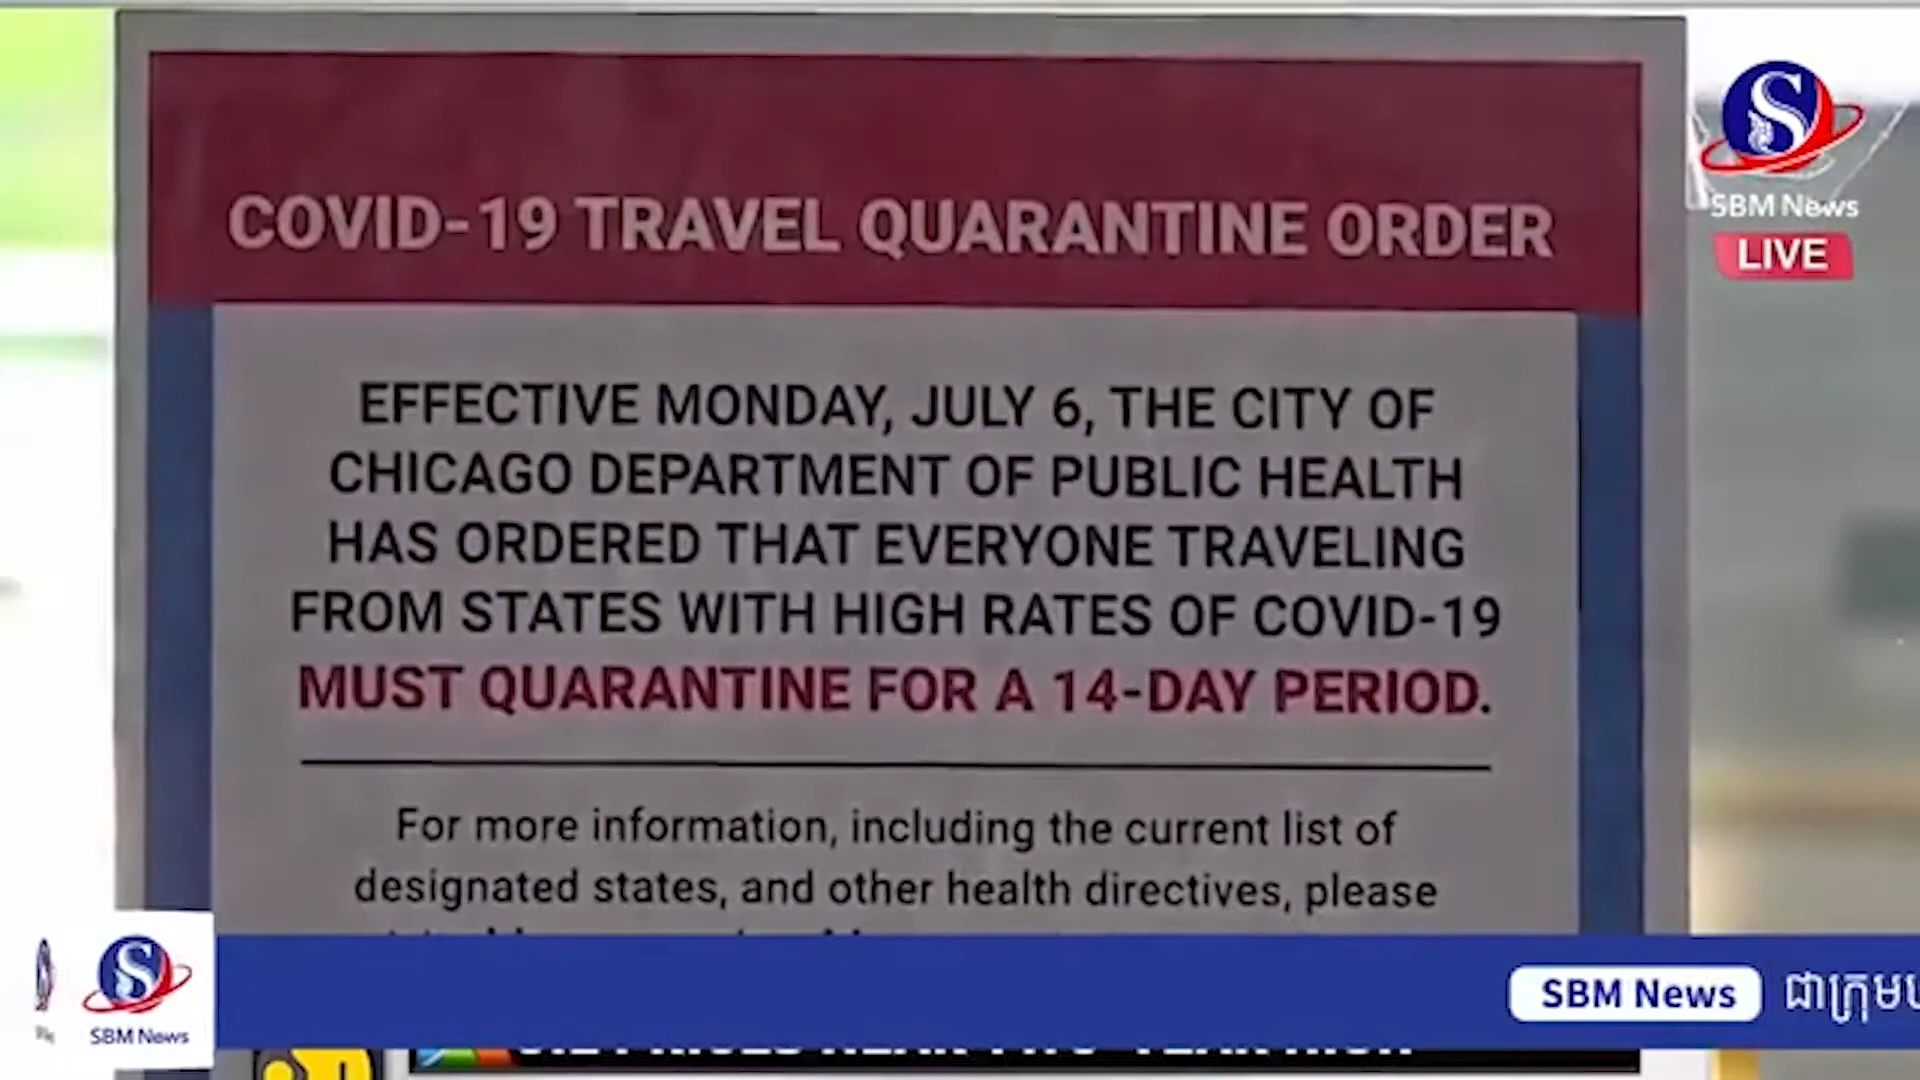 COVID-19 TRAVEL QUARANTINE ORDER
EFFECTIVE MONDAY, JULY 6, THE CITY OF
CHICAGO DEPARTMENT OF PUBLIC HEALTH
HAS ORDERED THAT EVERYONE TRAVELING
FROM STATES WITH HIGH RATES OF COVID-19
MUST QUARANTINE FOR A 14-DAY PERIOD.
For more information, including the current list of
designated states, and other health directives, please
SBM News
LIVE
SBM News
SBM News